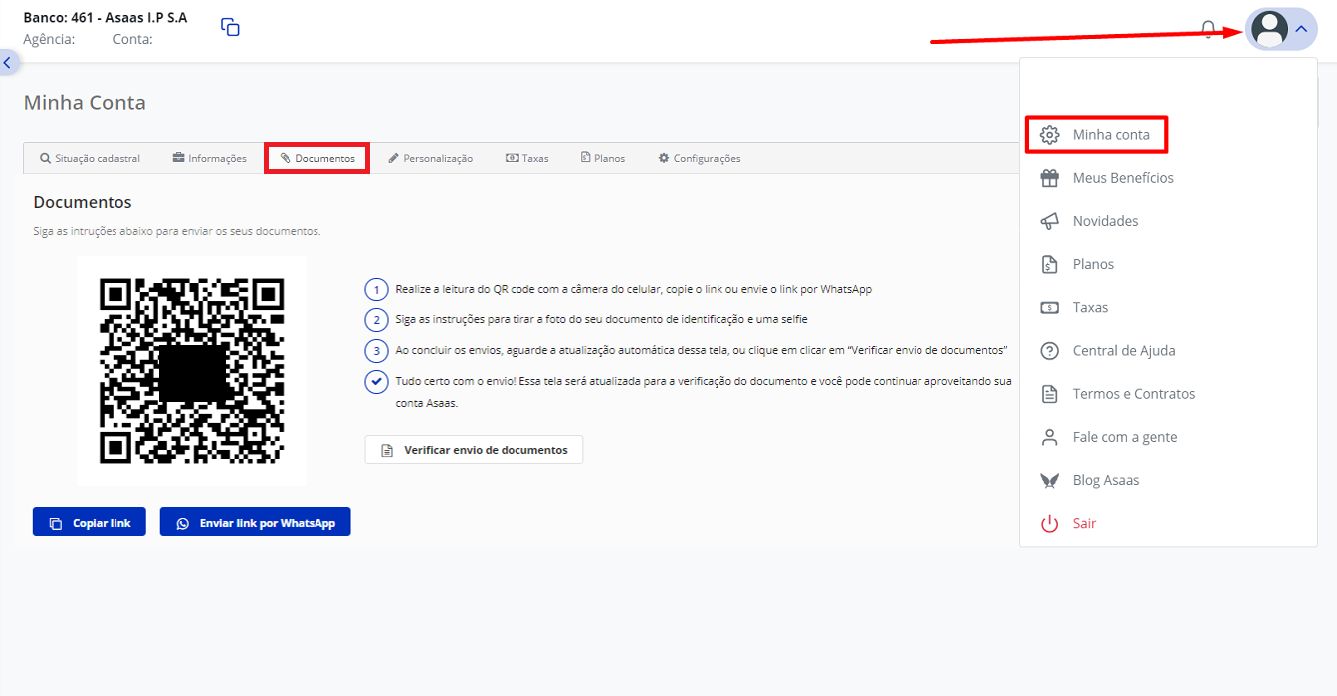 Banco: 461 - Asaas I.P S.A
Agência: Conta:
Minha Conta
Situação cadastral Informações Documentos Personalização Taxas Planos Configurações
Documentos
Siga as intruções abaixo para enviar os seus documentos.
1 Realize a leitura do QR code com a câmera do celular, copie o link ou envie o link por WhatsApp
2 Siga as instruções para tirar a foto do seu documento de identificação e uma selfie
3 Ao concluir os envios, aguarde a atualização automática dessa tela, ou clique em clicar em “Verificar envio de documentos”
Tudo certo com o envio! Essa tela será atualizada para a verificação do documento e você pode continuar aproveitando sua
conta Asaas.
Verificar envio de documentos
Copiar link Enviar link por WhatsApp
Minha conta
Meus Benefícios
Novidades
Planos
Taxas
Central de Ajuda
Termos e Contratos
Fale com a gente
Blog Asaas
Sair